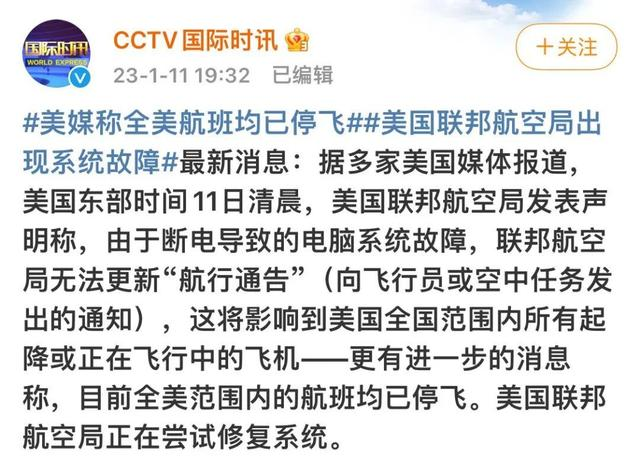 国际时讯
WORLD EXPRESS
CCTV国际时讯
23-1-11 19:32 已编辑
+关注
#美媒称全美航班均已停飞##美国联邦航空局出
现系统故障#最新消息：据多家美国媒体报道，
美国东部时间11日清晨，美国联邦航空局发表声
明称，由于断电导致的电脑系统故障，联邦航空
局无法更新“航行通告”（向飞行员或空中任务发
出的通知），这将影响到美国全国范围内所有起
降或正在飞行中的飞机——更有进一步的消息
称，目前全美范围内的航班均已停飞。美国联邦
航空局正在尝试修复系统。